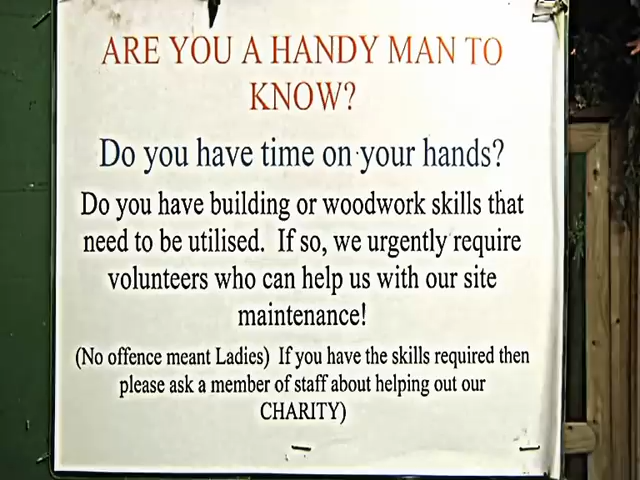 ARE YOU A HANDY MAN TO
KNOW?
Do you have time on your hands?
Do you have building or woodwork skills that
need to be utilised. If so, we urgently require
volunteers who can help us with our site
maintenance!
(No offence meant Ladies) If you have the skills required then
please ask a member of staff about helping out our
CHARITY)